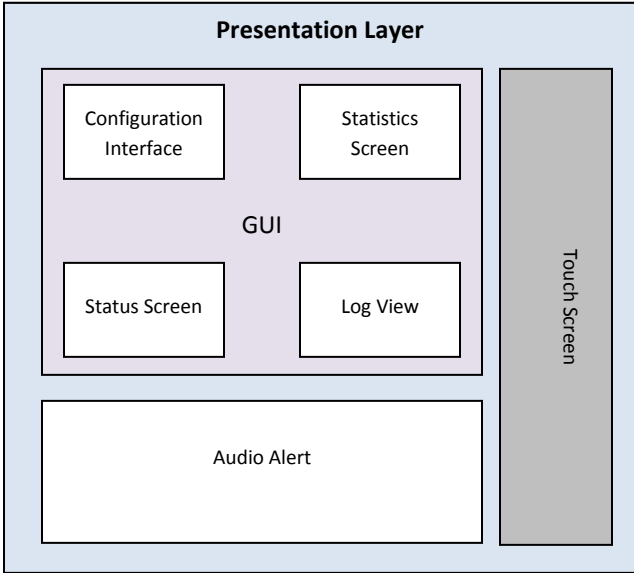 Presentation Layer
Configuration
Interface
Statistics
Screen
GUI
Status Screen
Log View
Touch Screen
Audio Alert